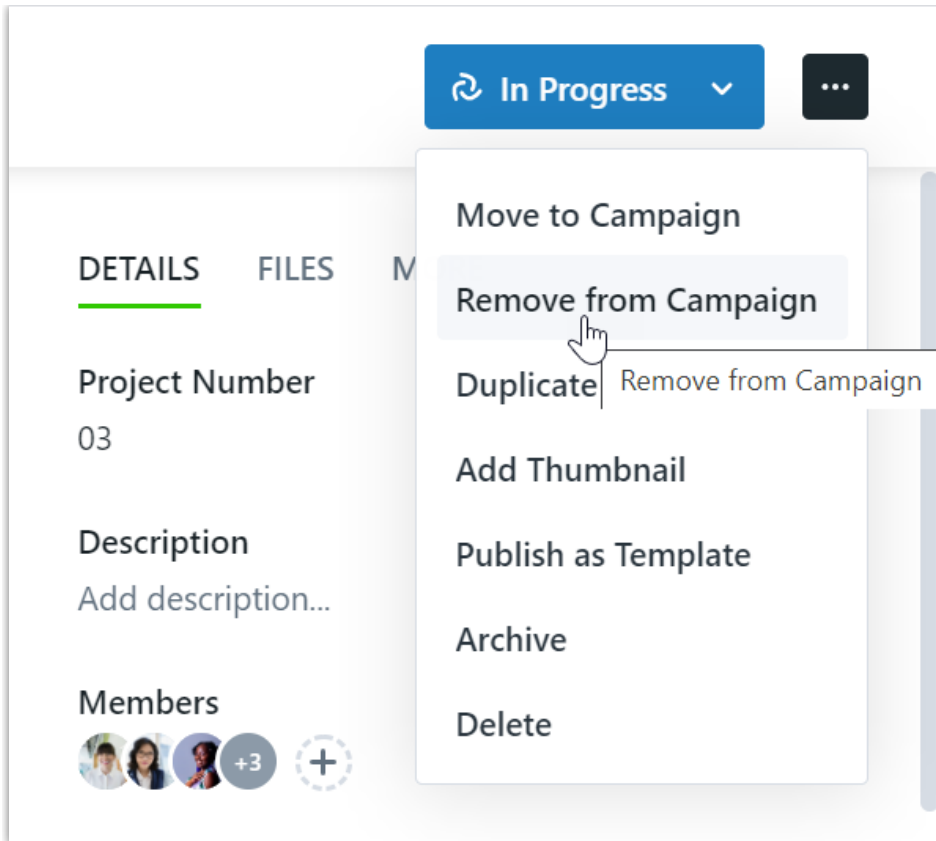 In Progress
...
Move to Campaign
DETAILS FILES M
Remove from Campaign
Remove from Campaign
Project Number
Duplicate
03
Add Thumbnail
Description
Publish as Template
Add description...
Archive
Members
Delete
+3 +